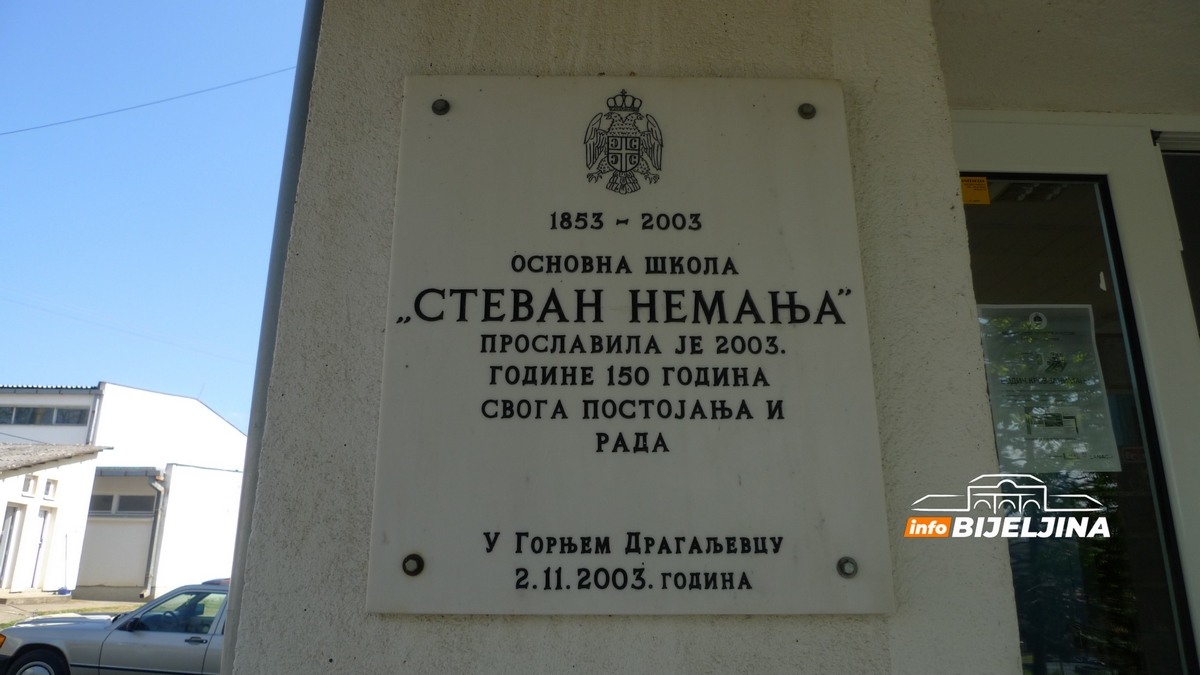 1853 - 2003
ОСНОВНА ШКОЛА
„СТЕВАН НЕМАЊА”
ПРОСЛАВИЛА ЈЕ 2003.
ГОДИНЕ 150 ГОДИНА
СВОГА ПОСТОЈАЊА И
РАДА
У ГОРЊЕМ ДРАГАЉЕВЦУ
2.11.2003. ГОДИНА
info BIJELJINA